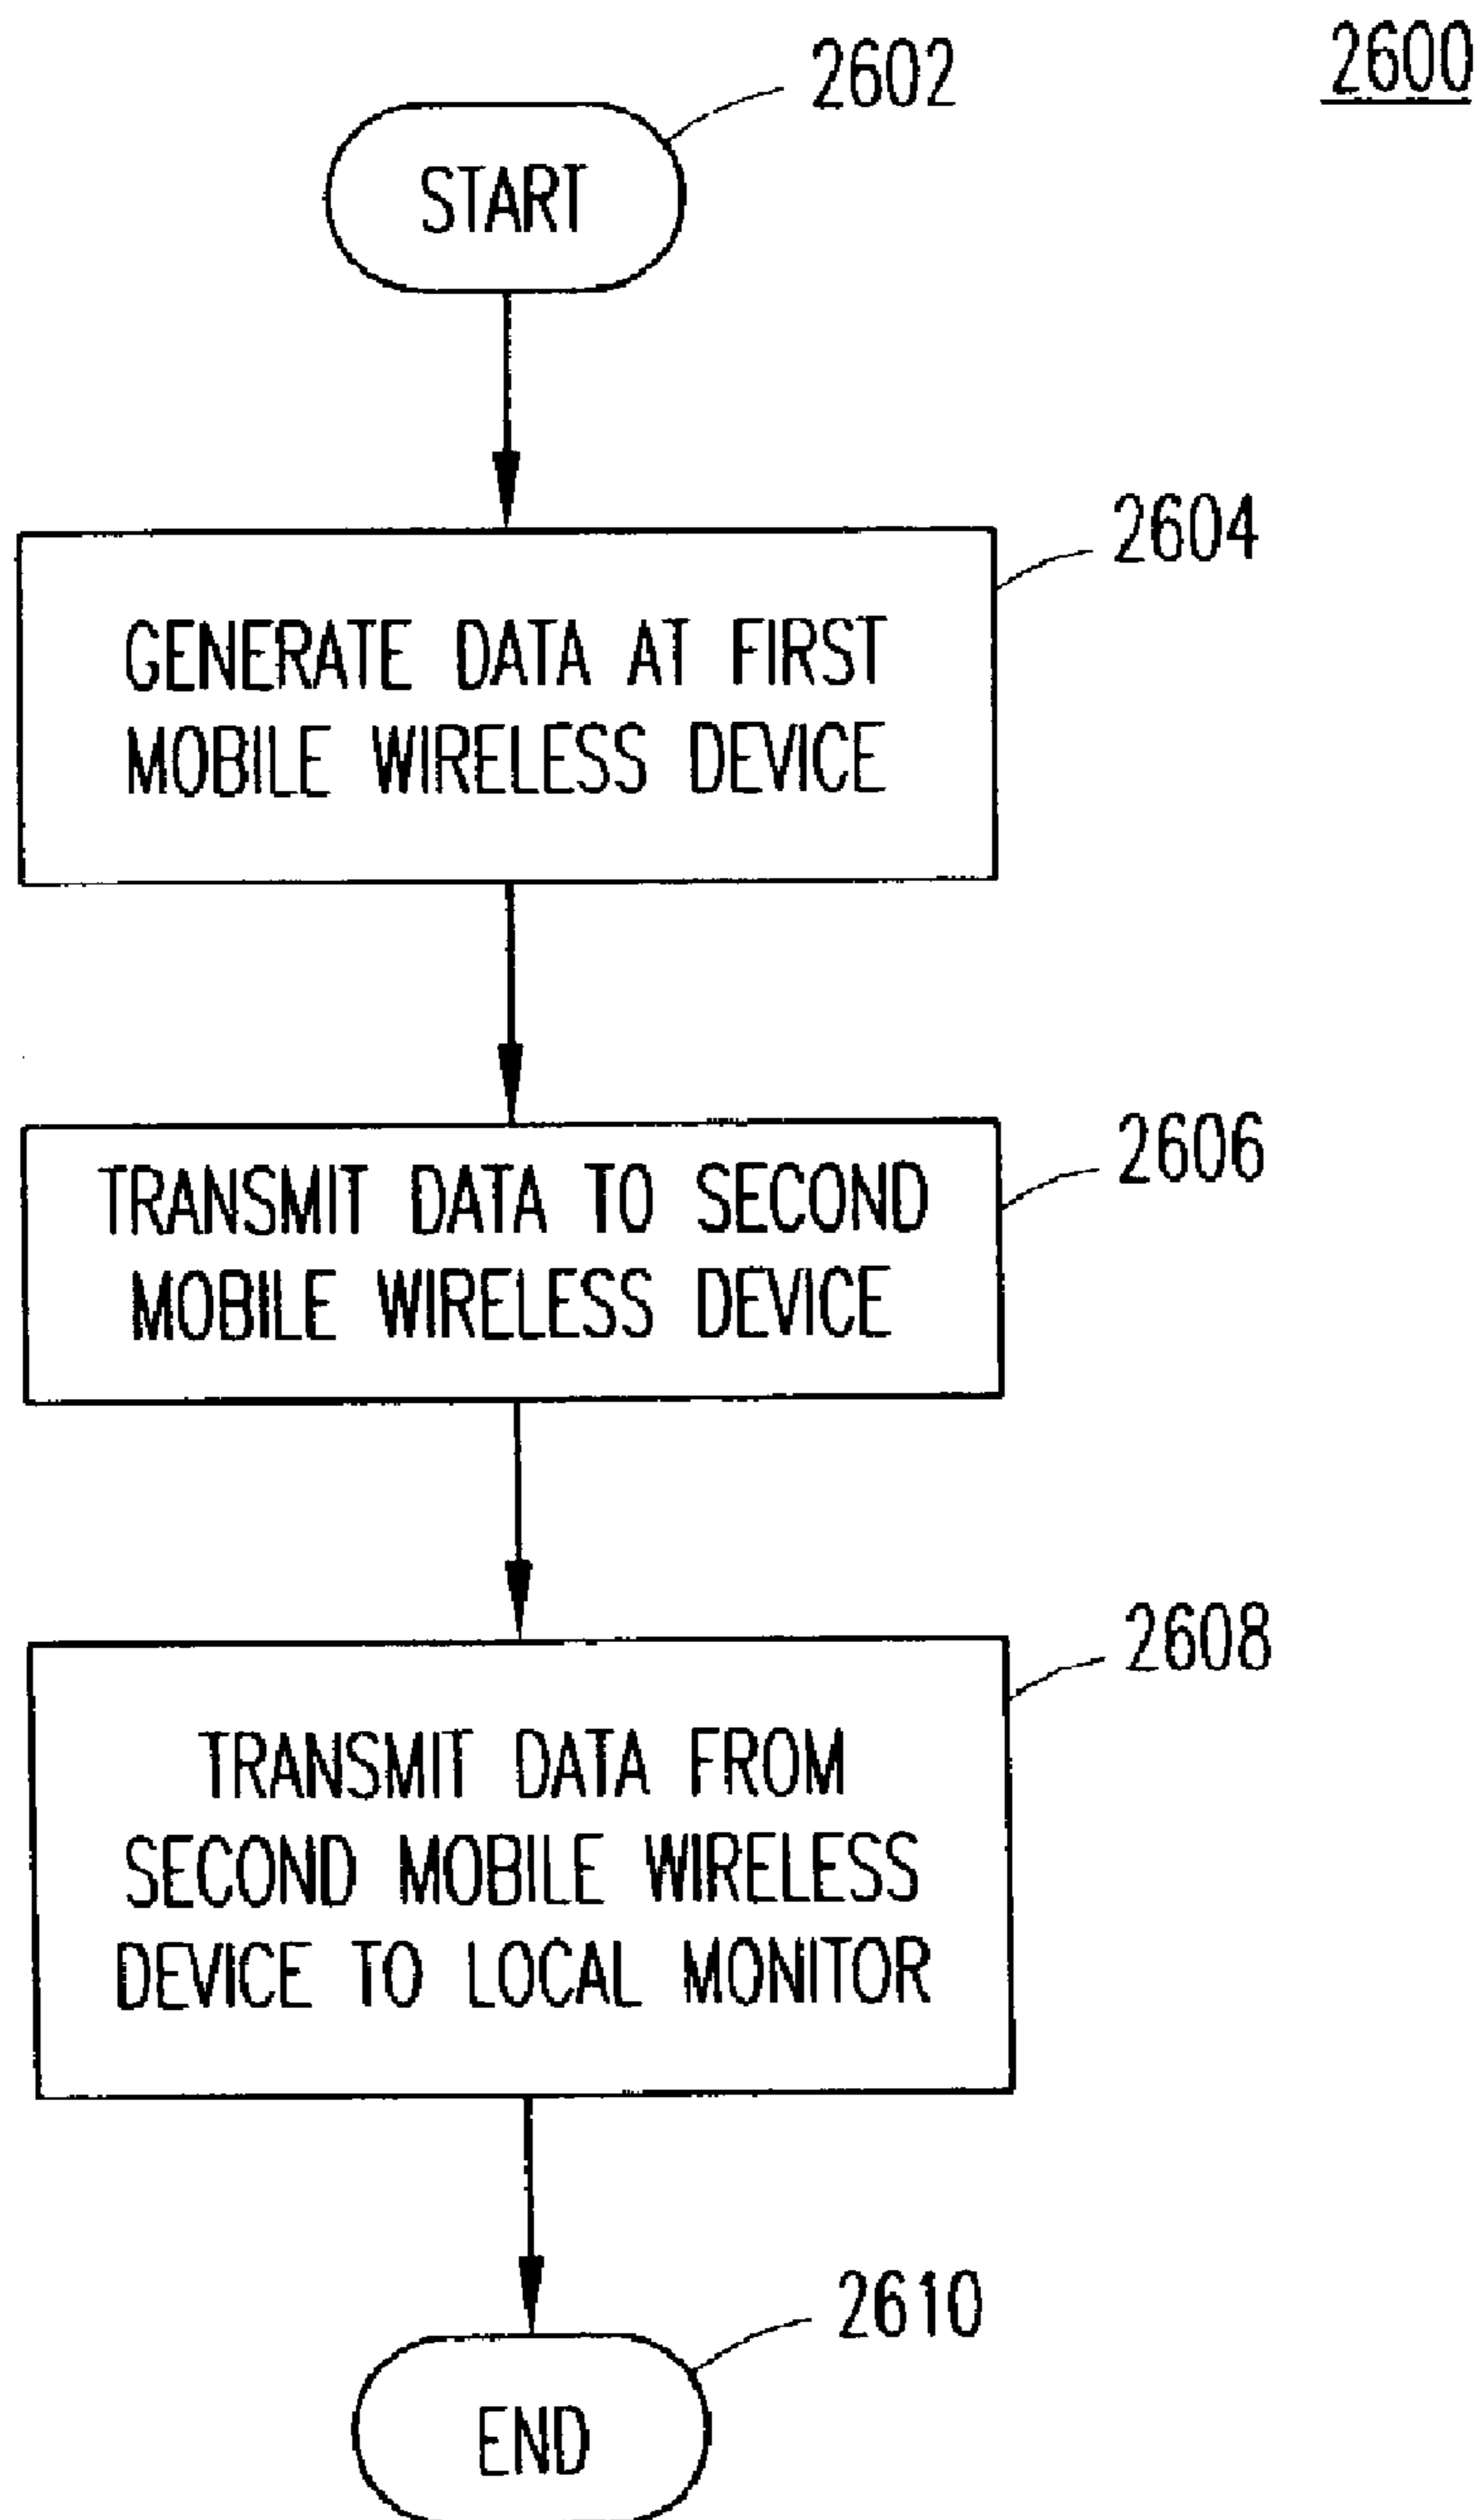 2600
2602
START
2604
GENERATE DATA AT FIRST
MOBILE WIRELESS DEVICE
2606
TRANSMIT DATA TO SECOND
MOBILE WIRELESS DEVICE
2608
TRANSMIT DATA FROM
SECOND MOBILE WIRELESS
DEVICE TO LOCAL MONITOR
2610
END